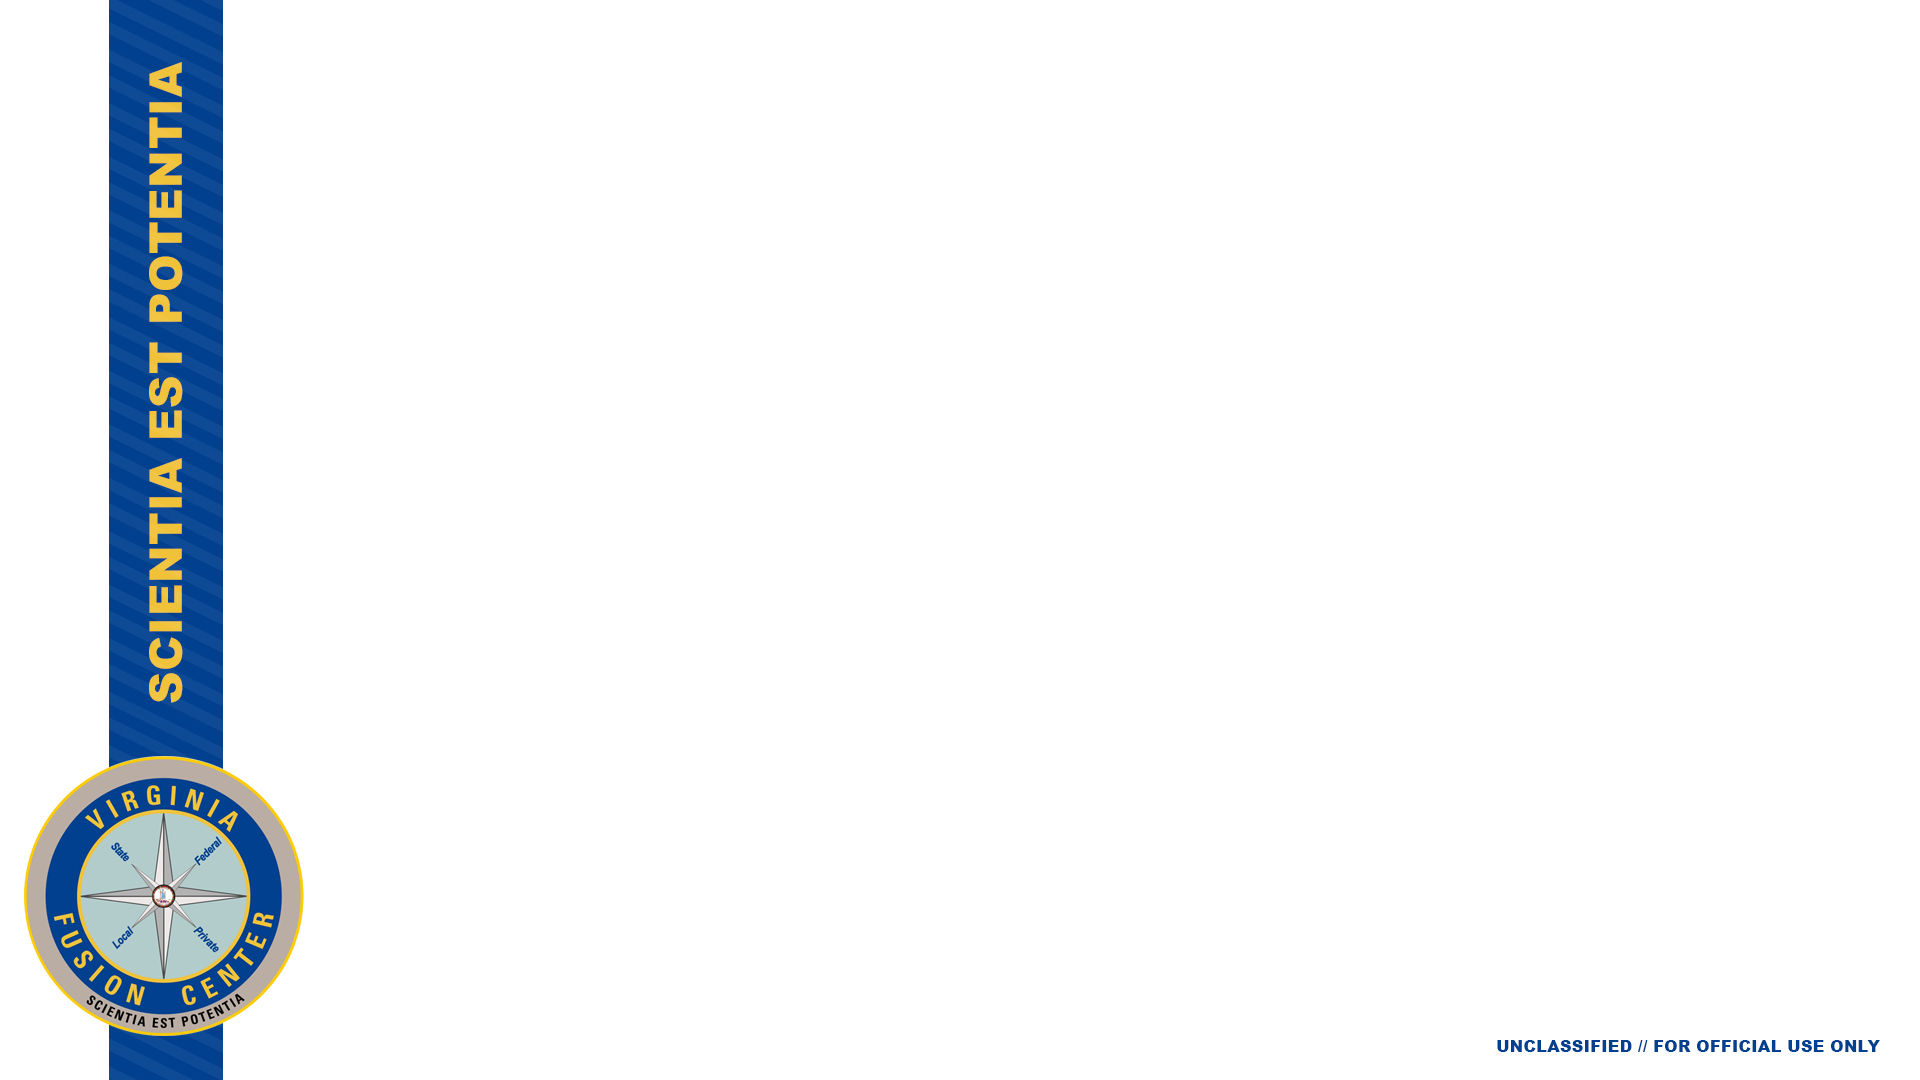 SCIENTIA EST POTENTIA
VIRGINIA
State
Federal
Local
Private
FUSION CENTER
SCIENTIA EST POTENTIA
UNCLASSIFIED // FOR OFFICIAL USE ONLY